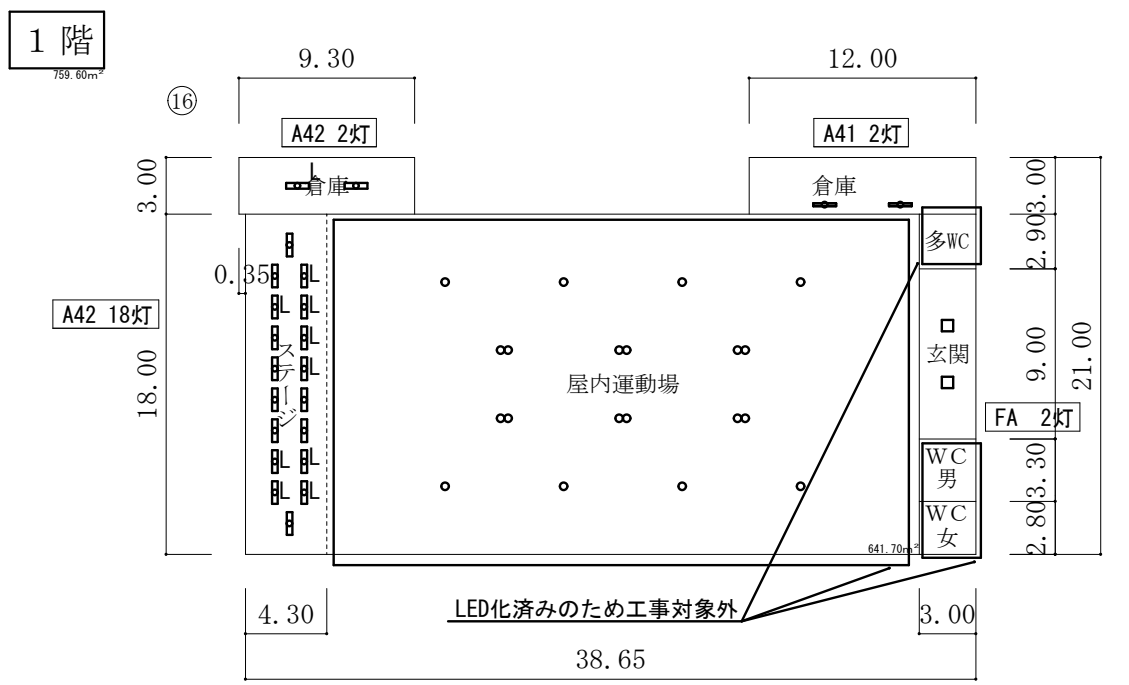 1 階
759.60m²
9.30
12.00
⑯
A42 2灯
A41 2灯
3.00
倉庫
倉庫
3.00
多WC
2.90
0.35
L
L
L
L
L
L
L
L
L
L
L
L
A42 18灯
ステージ
18.00
屋内運動場
玄関
9.00
21.00
FA 2灯
WC
男
3.30
WC
女
2.80
641.70m²
LED化済みのため工事対象外
4.30
3.00
38.65